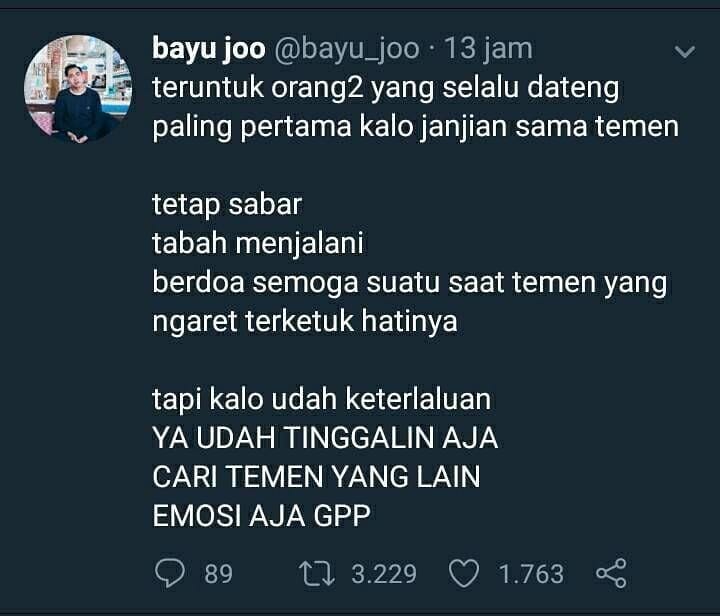 bayu joo @bayu_joo · 13 jam
teruntuk orang2 yang selalu dateng
paling pertama kalo janjian sama temen
tetap sabar
tabah menjalani
berdoa semoga suatu saat temen yang
ngaret terketuk hatinya
tapi kalo udah keterlaluan
YA UDAH TINGGALIN AJA
CARI TEMEN YANG LAIN
EMOSI AJA GPP
89 3.229 1.763